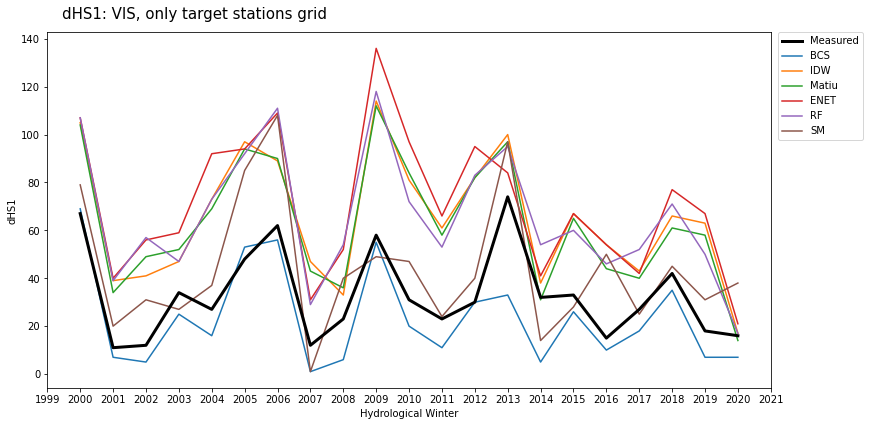 dHS1: VIS, only target stations grid
140
120
100
80
60
40
20
0
dHS1
1999 2000 2001 2002 2003 2004 2005 2006 2007 2008 2009 2010 2011 2012 2013 2014 2015 2016 2017 2018 2019 2020 2021
Hydrological Winter
Measured
BCS
IDW
Matiu
ENET
RF
SM